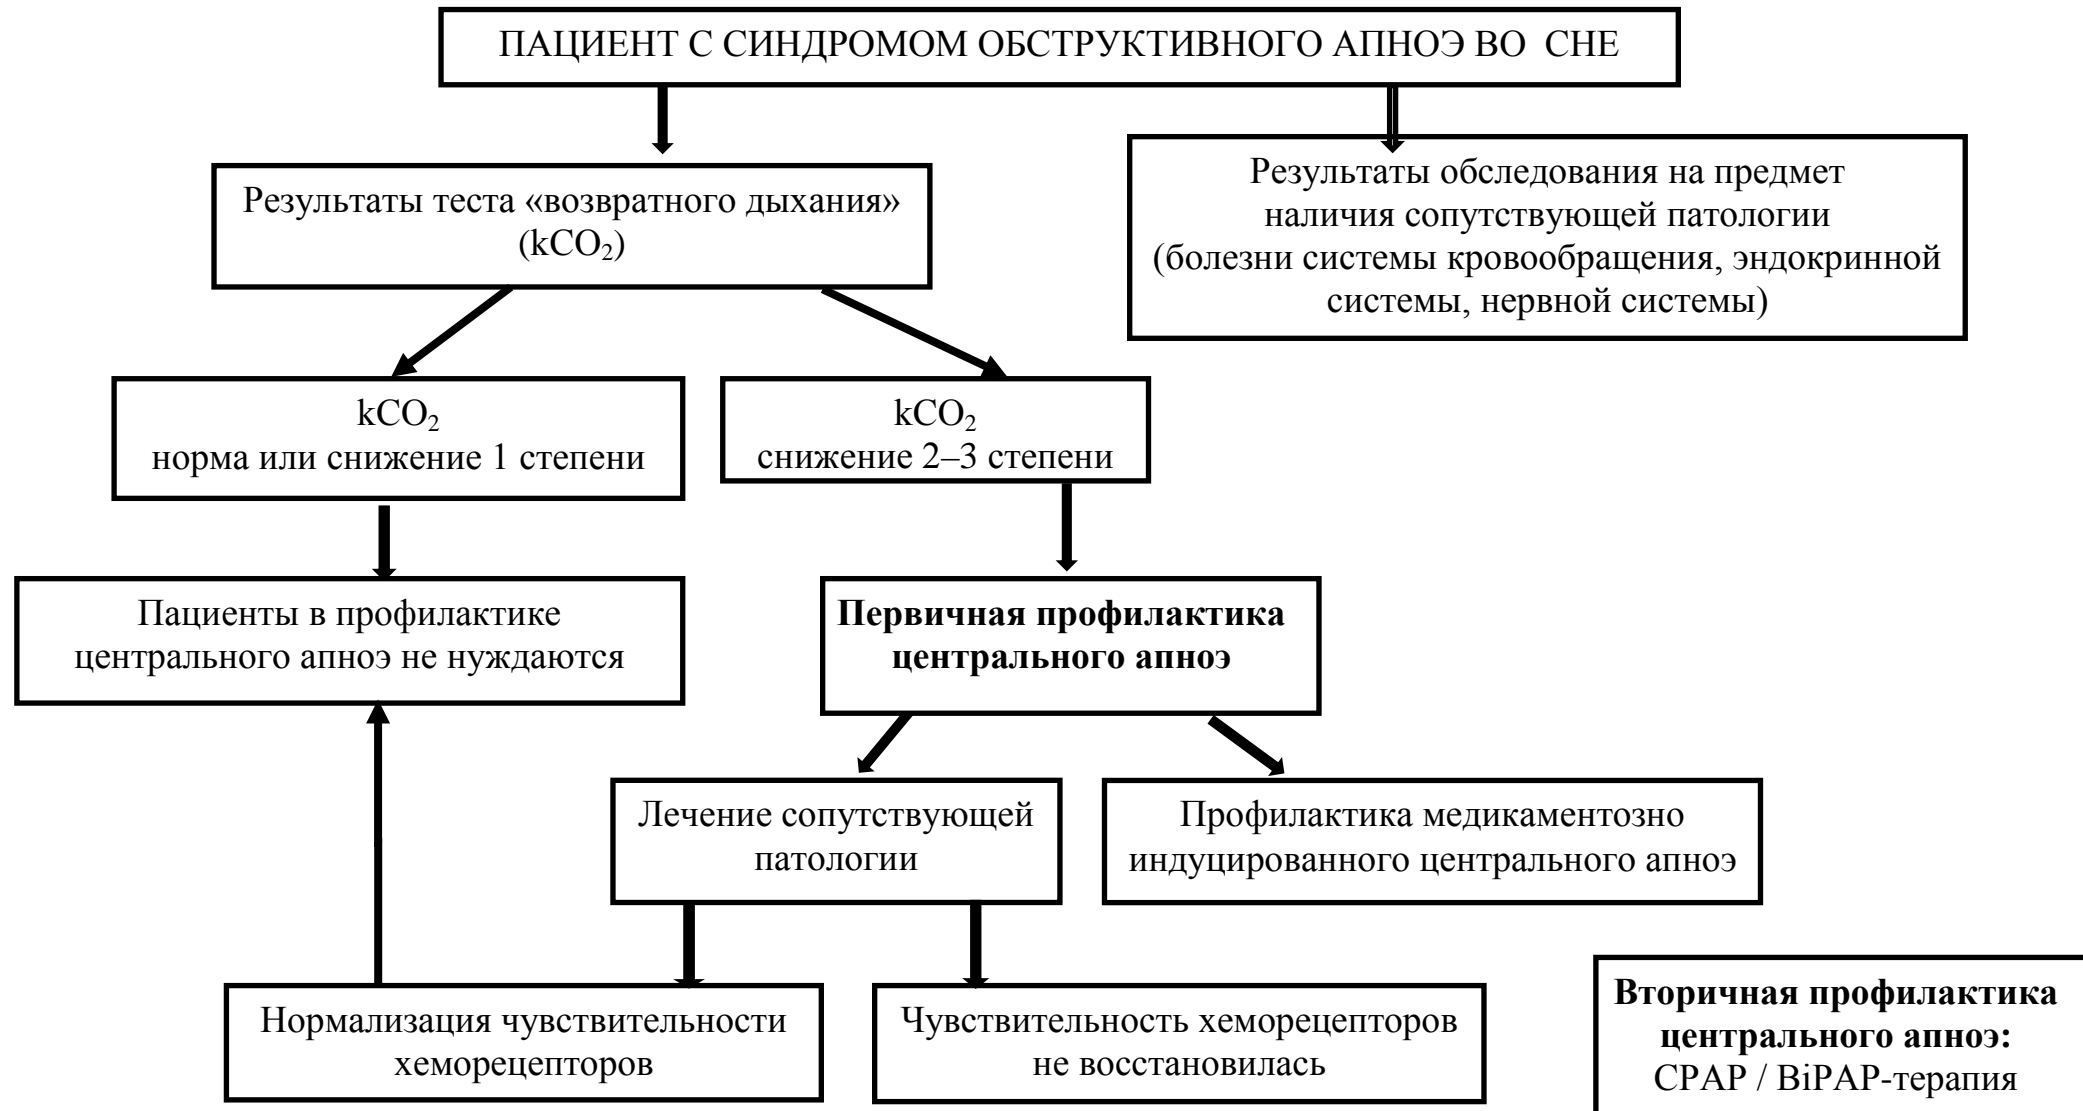 ПАЦИЕНТ С СИНДРОМОМ ОБСТРУКТИВНОГО АПНОЭ ВО СНЕ
Результаты теста «возвратного дыхания»
(kCO₂)
Результаты обследования на предмет
наличия сопутствующей патологии
(болезни системы кровообращения, эндокринной
системы, нервной системы)
kCO₂
норма или снижение 1 степени
kCO₂
снижение 2–3 степени
Пациенты в профилактике
центрального апноэ не нуждаются
Первичная профилактика
центрального апноэ
Лечение сопутствующей
патологии
Профилактика медикаментозно
индуцированного центрального апноэ
Нормализация чувствительности
хеморецепторов
Чувствительность хеморецепторов
не восстановилась
Вторичная профилактика
центрального апноэ:
CPAP / BiPAP-терапия